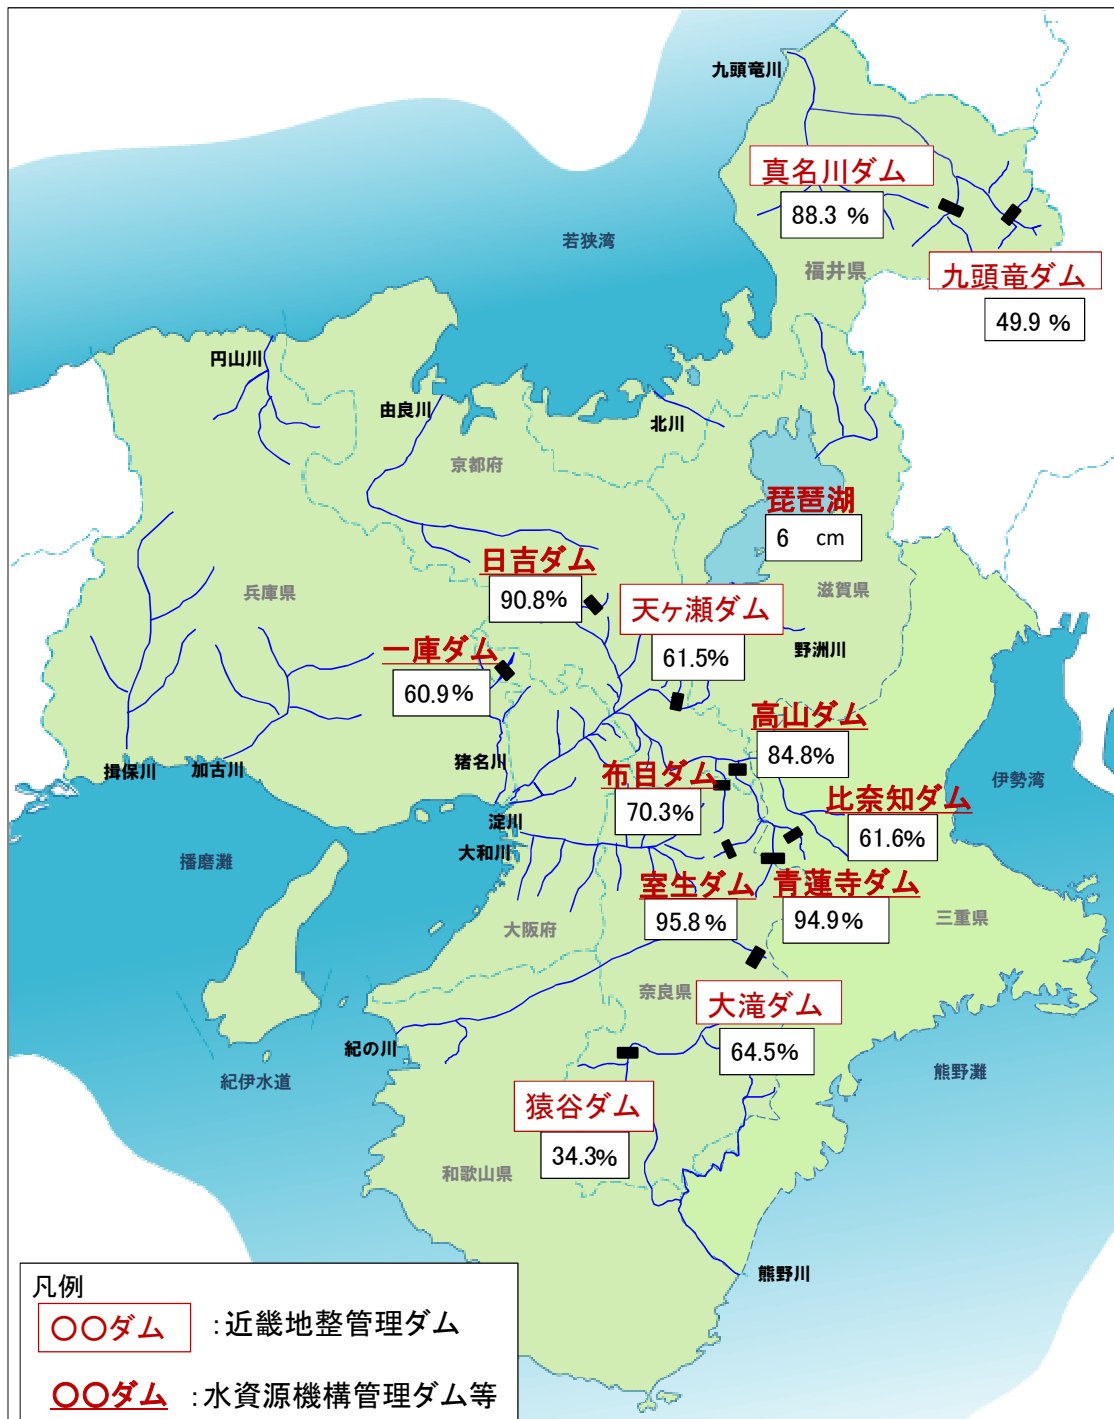 九頭竜川
真名川ダム
88.3 %
若狭湾
福井県
九頭竜ダム
49.9 %
円山川
由良川
北川
京都府
琵琶湖
6 cm
日吉ダム
90.8%
兵庫県
天ヶ瀬ダム
61.5%
滋賀県
野洲川
一庫ダム
60.9%
高山ダム
84.8%
揖保川
加古川
猪名川
布目ダム
70.3%
伊勢湾
比奈知ダム
61.6%
淀川
大和川
播磨灘
室生ダム
95.8%
青蓮寺ダム
94.9%
大阪府
三重県
奈良県
大滝ダム
64.5%
紀の川
紀伊水道
熊野灘
猿谷ダム
34.3%
和歌山県
熊野川
凡例
〇〇ダム :近畿地整管理ダム
〇〇ダム :水資源機構管理ダム等